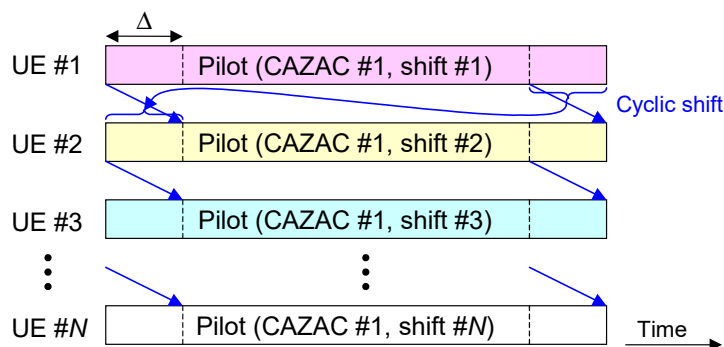 Δ
UE #1 Pilot (CAZAC #1, shift #1)
Cyclic shift
UE #2 Pilot (CAZAC #1, shift #2)
UE #3 Pilot (CAZAC #1, shift #3)
UE #N Pilot (CAZAC #1, shift #N)
Time